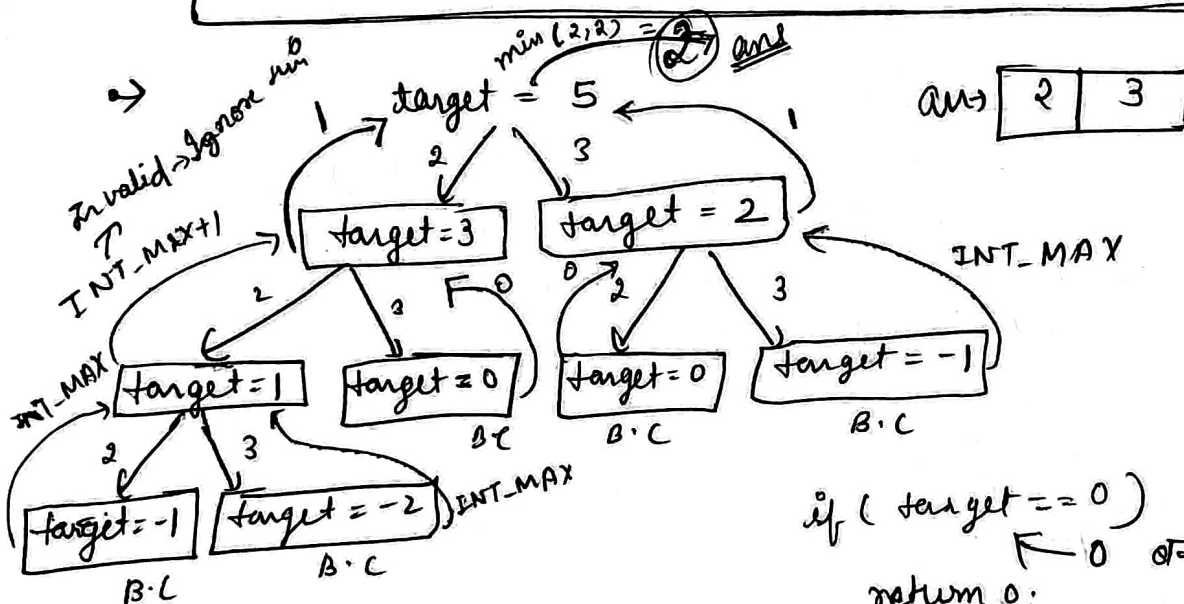 min(2,2) = 2 ans
target = 5
arr→ 2 3
Invalid → Ignore
INT_MAX+1
1
2
3
1
target=3
target = 2
INT_MAX
2
3
0
0
2
3
INT_MAX
target=1
target=0
target=0
target=-1
BC
B.C
B.C
2
3
INT_MAX
target=-1
target=-2
B.C
B.C
if ( target == 0)
0
return 0;